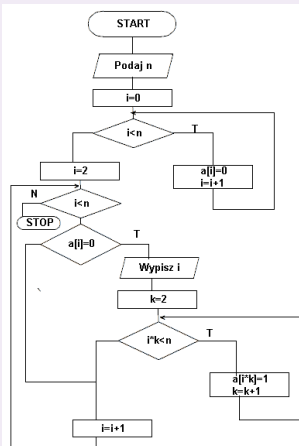 START
Podaj n
i=0
i<n
T
i=2
a[i]=0
i=i+1
N
i<n
STOP
a[i]=0
T
Wypisz i
k=2
i*k<n
T
a[i*k]=1
k=k+1
i=i+1